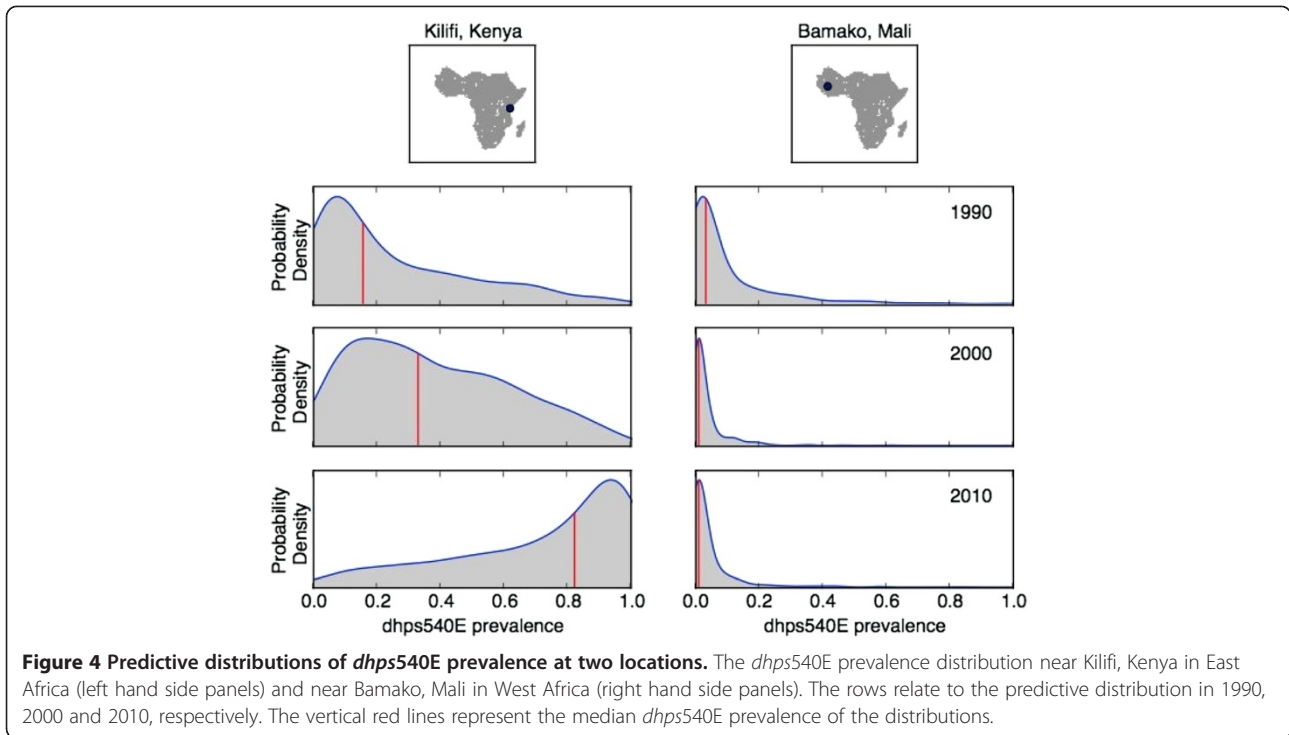 Kilifi, Kenya
Bamako, Mali
Probability
Density
1990
Probability
Density
2000
Probability
Density
2010
0.0 0.2 0.4 0.6 0.8 1.0
dhps540E prevalence
0.0 0.2 0.4 0.6 0.8 1.0
dhps540E prevalence
Figure 4 Predictive distributions of dhps540E prevalence at two locations. The dhps540E prevalence distribution near Kilifi, Kenya in East
Africa (left hand side panels) and near Bamako, Mali in West Africa (right hand side panels). The rows relate to the predictive distribution in 1990,
2000 and 2010, respectively. The vertical red lines represent the median dhps540E prevalence of the distributions.